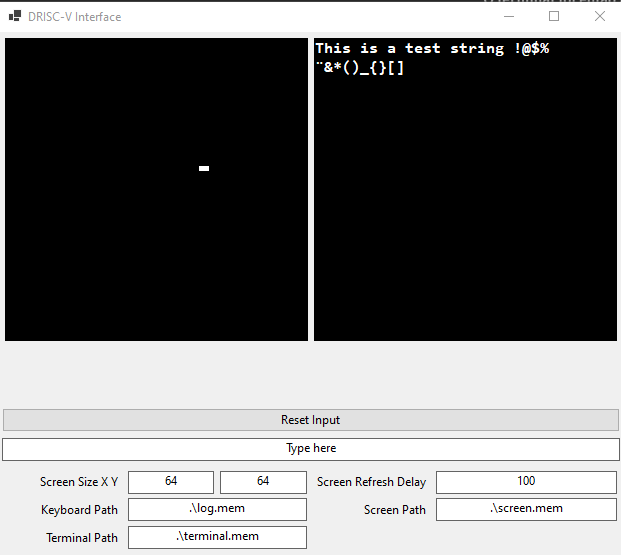 DRISC-V Interface
This is a test string !@$%
¨&*()_{}[]
Reset Input
Type here
Screen Size X Y 64 64 Screen Refresh Delay 100
Keyboard Path .\log.mem Screen Path .\screen.mem
Terminal Path .\terminal.mem